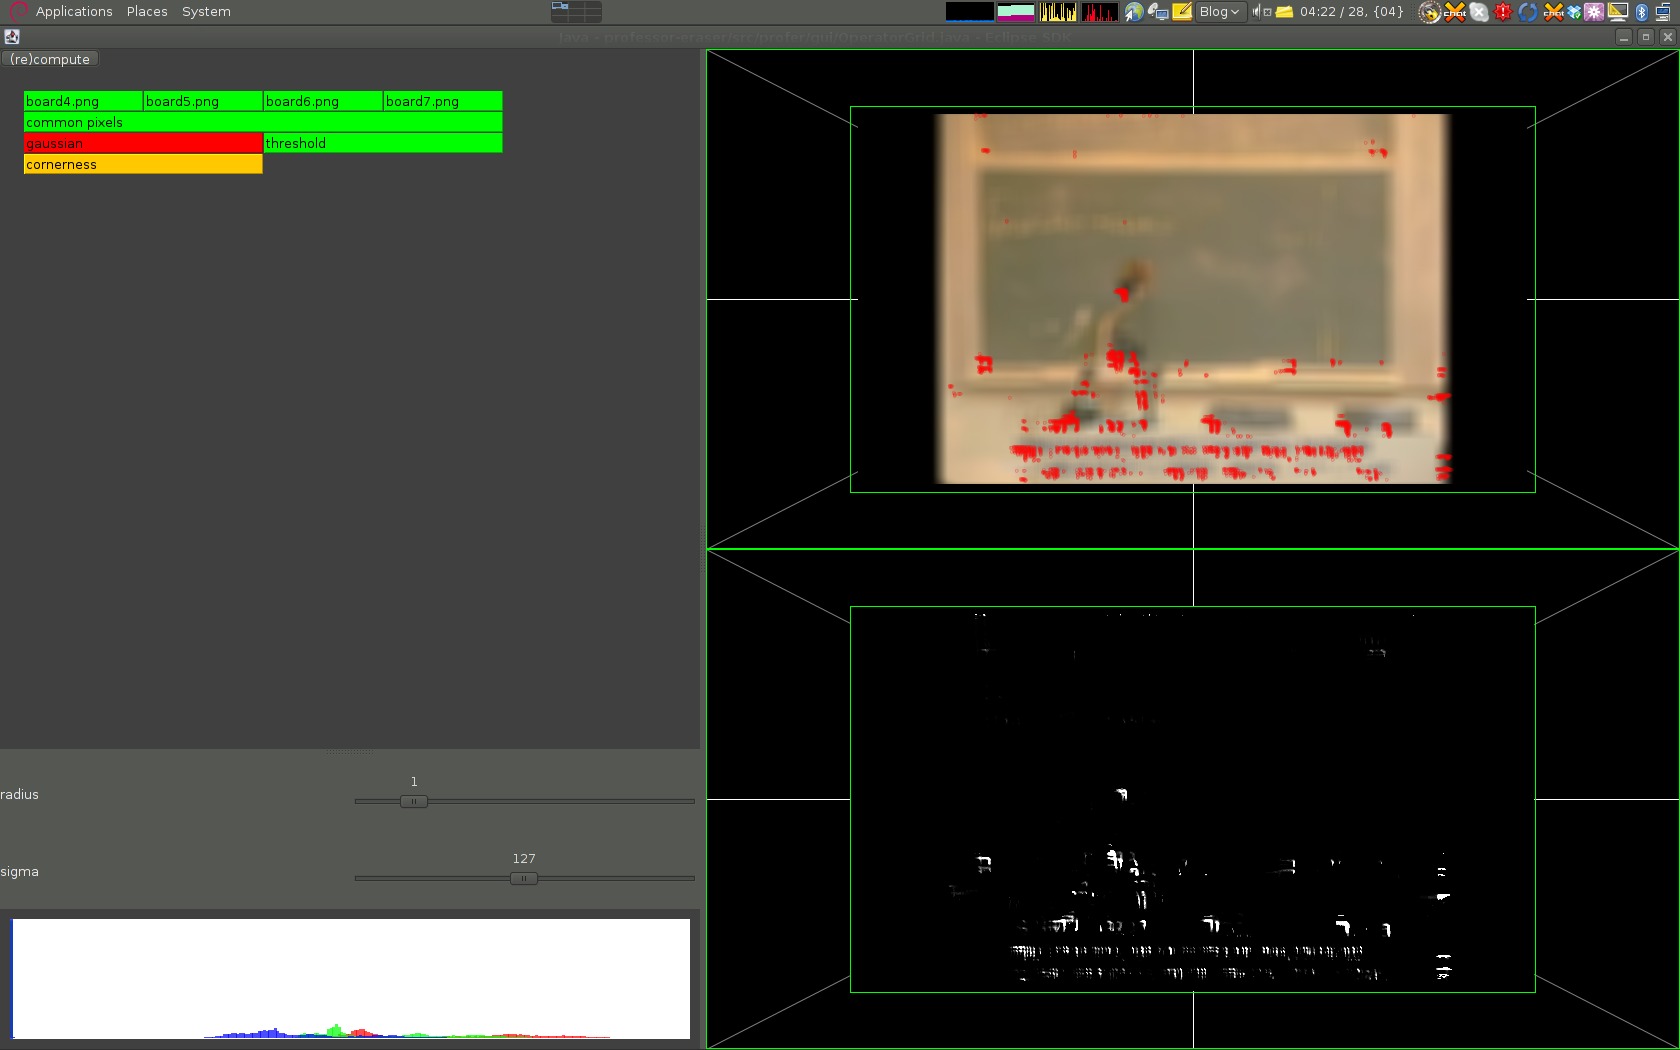 Applications Places System
Blog 04:22 / 28, {04}
Java - professor-eraser/src/profer/gui/OperatorGrid.java - Eclipse SDK
(re)compute
board4.png board5.png board6.png board7.png
common pixels
gaussian threshold
cornerness
1
radius
127
sigma